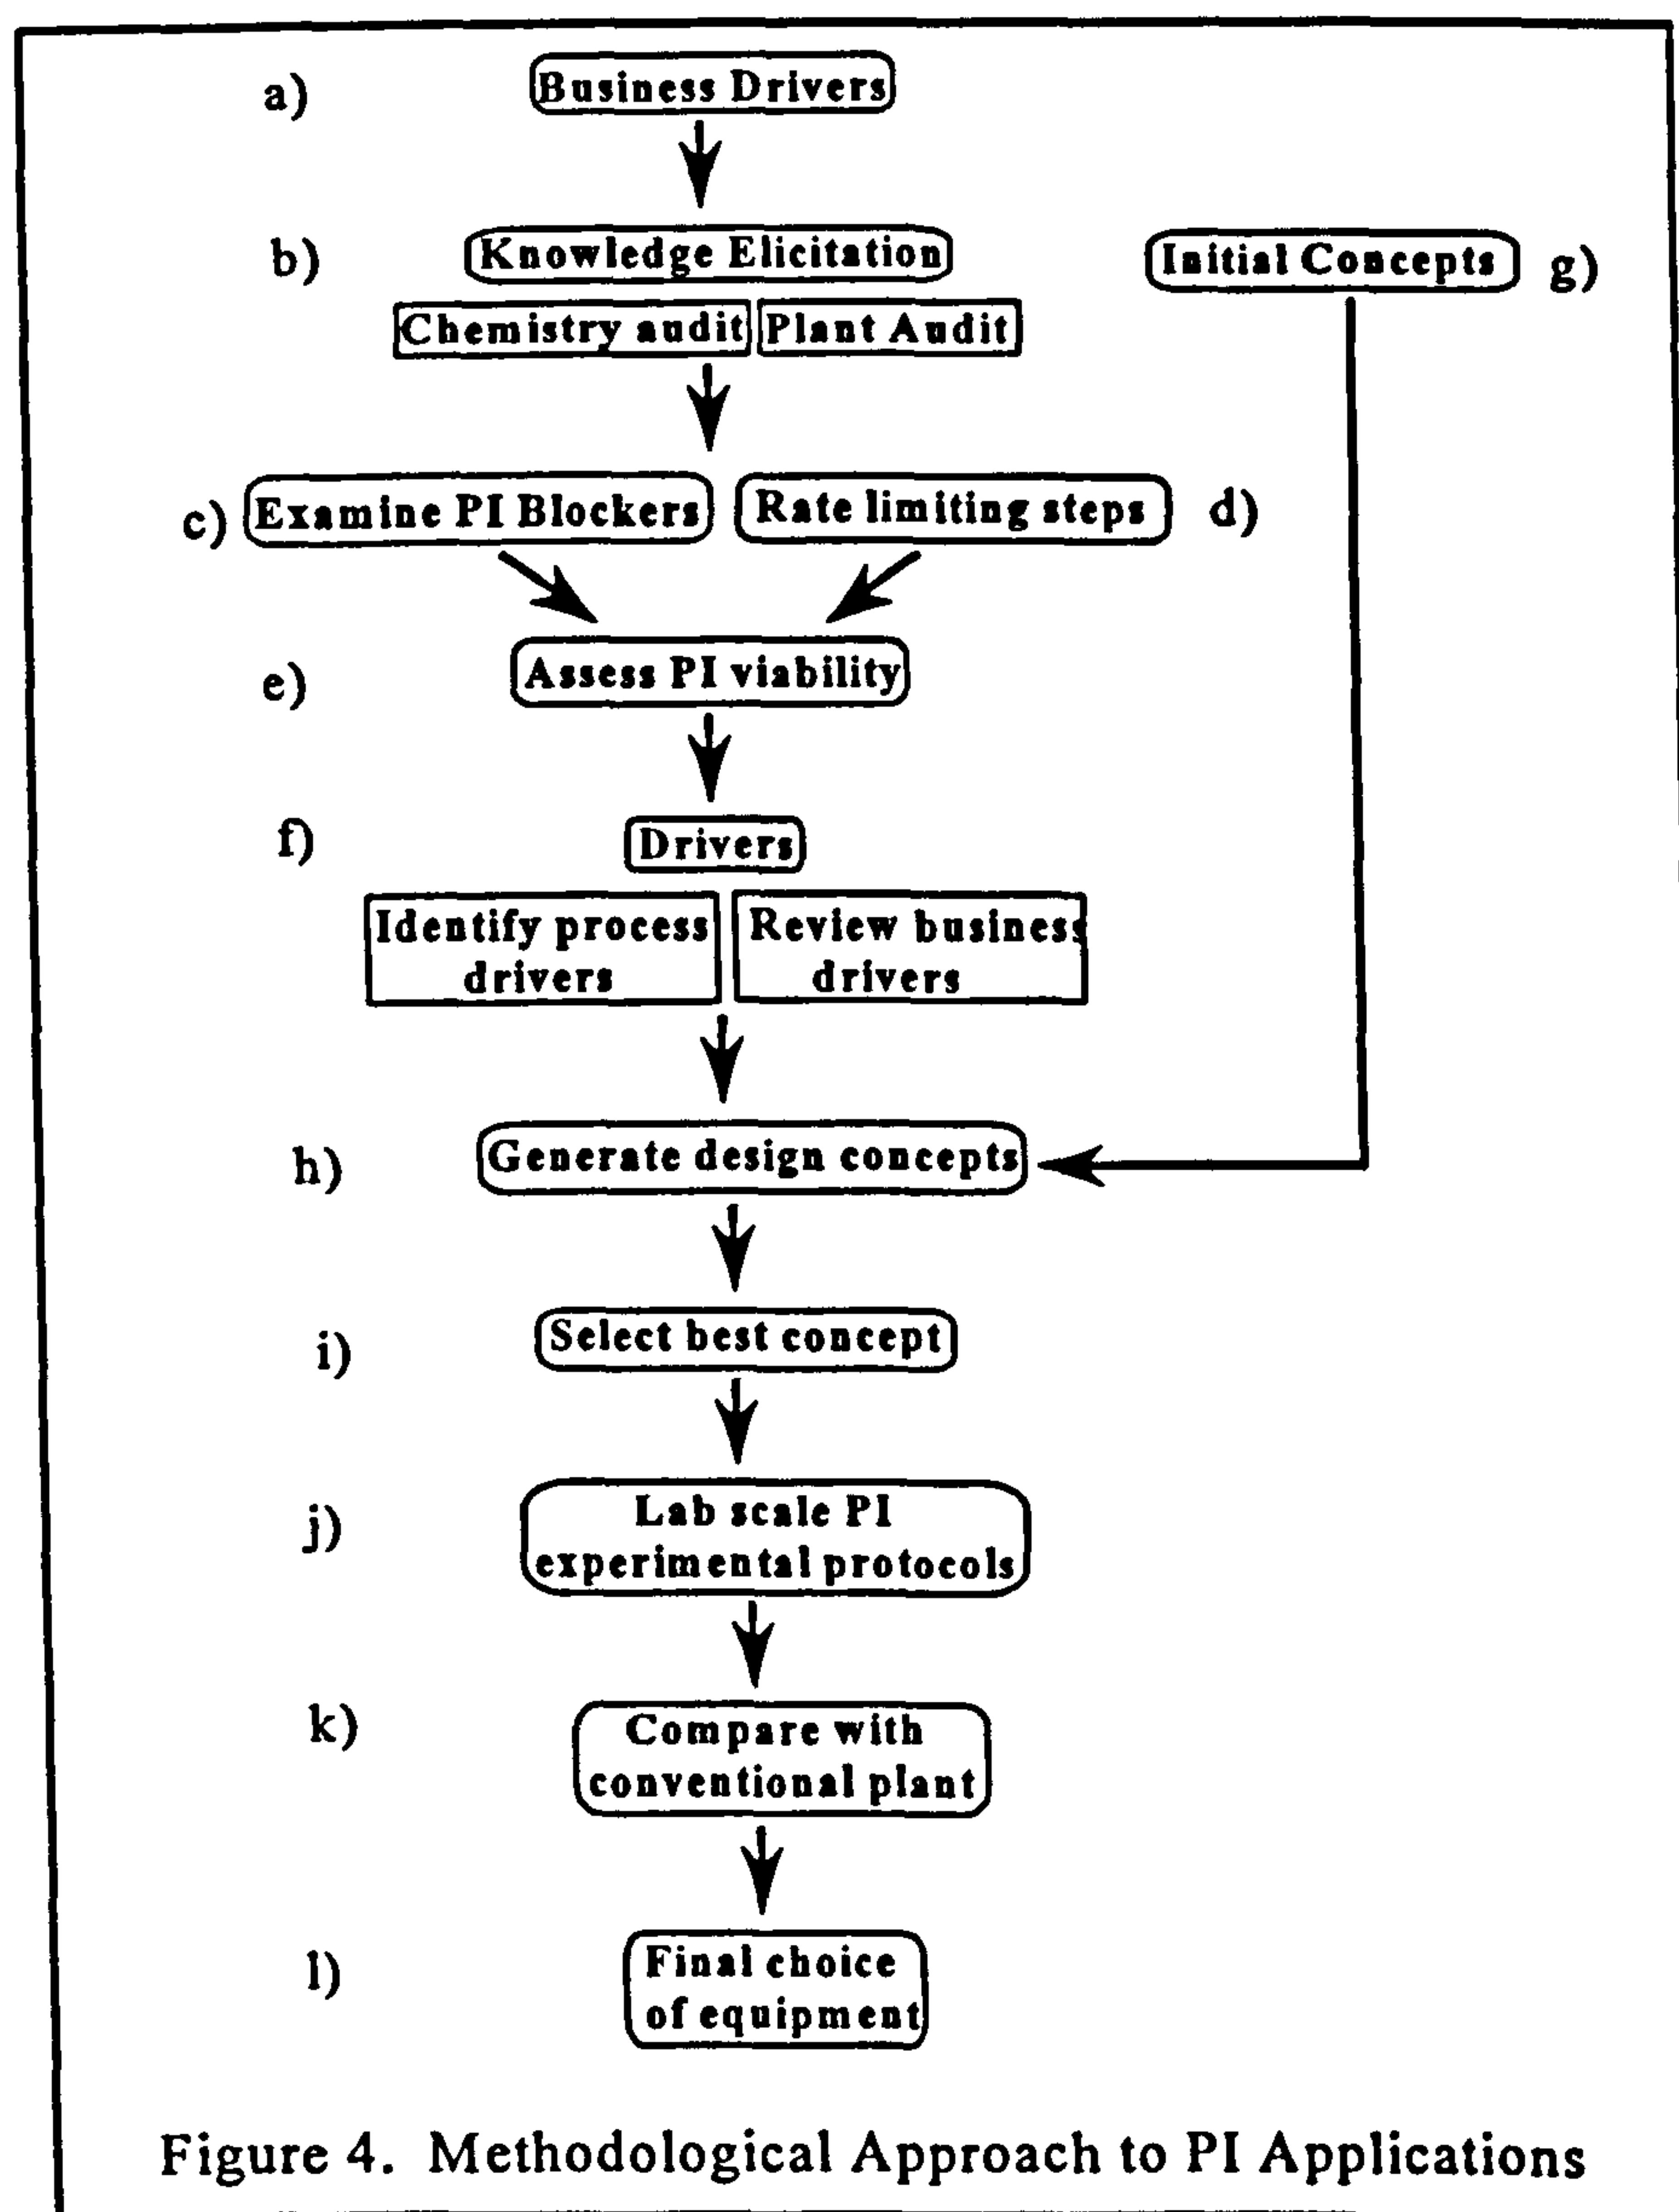 a) Business Drivers
b) Knowledge Elicitation
Initial Concepts g)
Chemistry audit Plant Audit
c) Examine PI Blockers Rate limiting steps d)
e) Assess PI viability
f) Drivers
Identify process
drivers
Review business
drivers
h) Generate design concepts
i) Select best concept
j) Lab scale PI
experimental protocols
k) Compare with
conventional plant
l) Final choice
of equipment
Figure 4. Methodological Approach to PI Applications